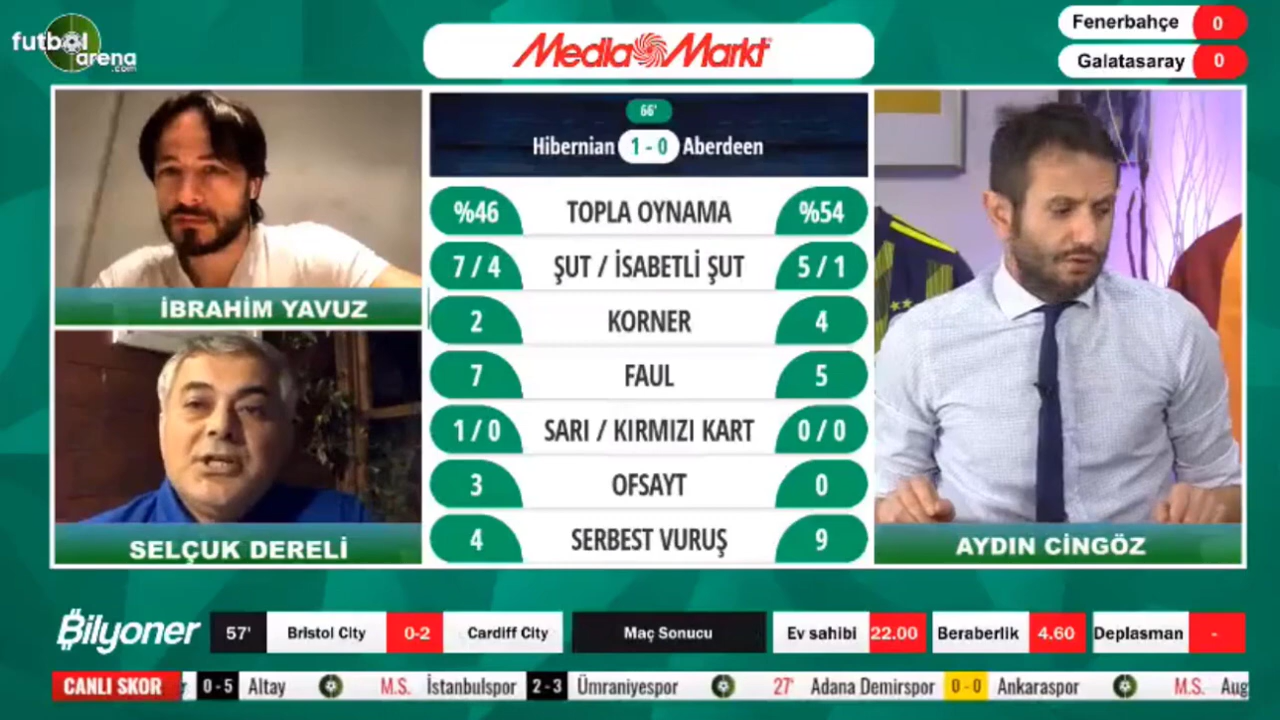 futbol
arena
.com
Media Markt
Fenerbahçe 0
Galatasaray 0
66'
Hibernian 1 - 0 Aberdeen
%46 TOPLA OYNAMA %54
7 / 4 ŞUT / İSABETLİ ŞUT 5 / 1
2 KORNER 4
7 FAUL 5
1 / 0 SARI / KIRMIZI KART 0 / 0
3 OFSAYT 0
4 SERBEST VURUŞ 9
İBRAHİM YAVUZ
SELÇUK DERELİ
AYDIN CİNGÖZ
Bilyoner 57' Bristol City 0-2 Cardiff City Maç Sonucu Ev sahibi 22.00 Beraberlik 4.60 Deplasman -
CANLI SKOR 0 - 5 Altay M.S. İstanbulspor 2 - 3 Ümraniyespor 27' Adana Demirspor 0 - 0 Ankaraspor M.S. Aug